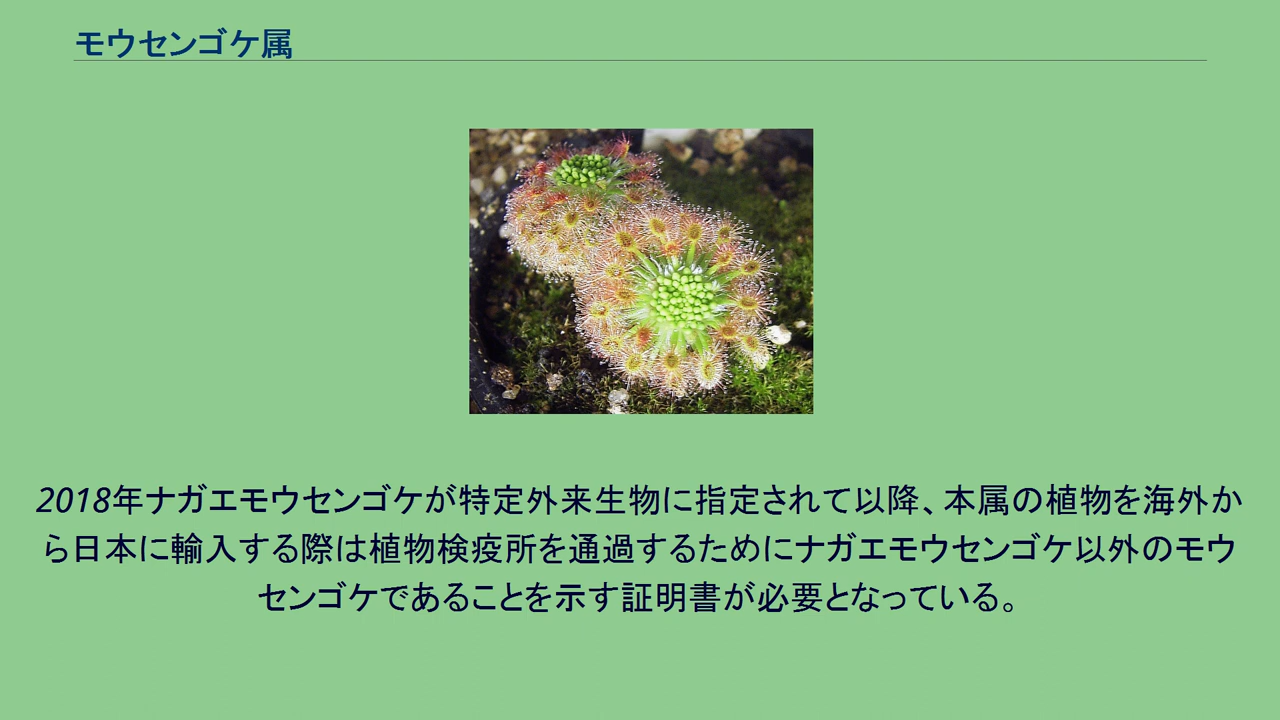 モウセンゴケ属
2018年ナガエモウセンゴケが特定外来生物に指定されて以降、本属の植物を海外か
ら日本に輸入する際は植物検疫所を通過するためにナガエモウセンゴケ以外のモウ
センゴケであることを示す証明書が必要となっている。